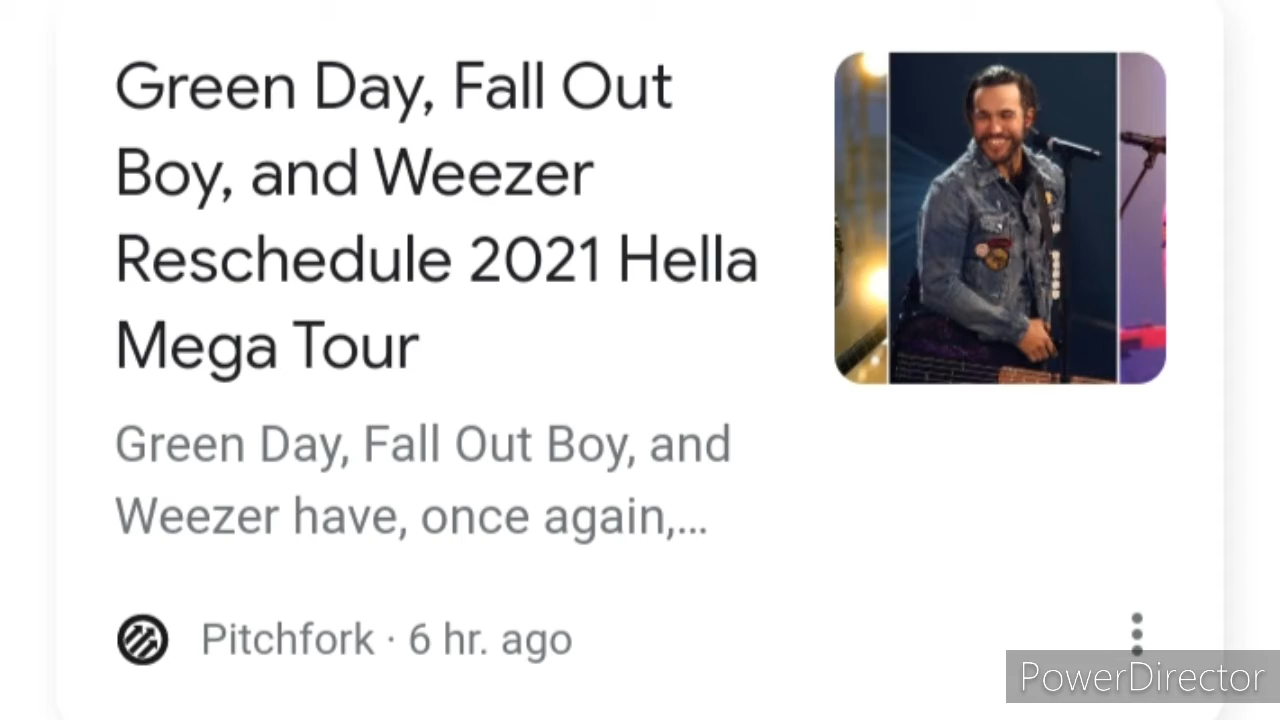 Green Day, Fall Out
Boy, and Weezer
Reschedule 2021 Hella
Mega Tour
Green Day, Fall Out Boy, and
Weezer have, once again,...
Pitchfork · 6 hr. ago
PowerDirector